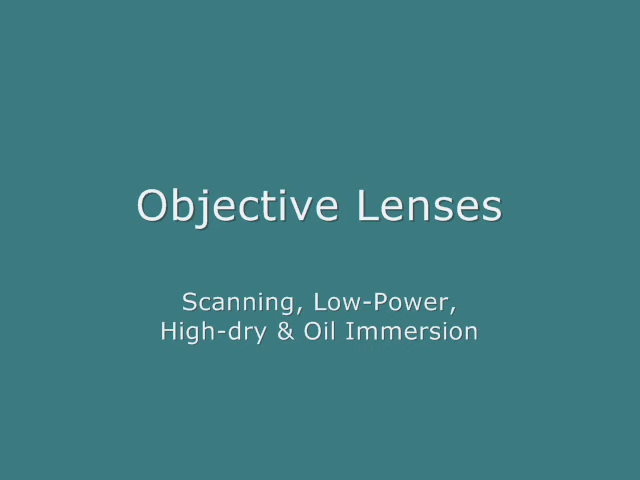 Objective Lenses
Scanning, Low-Power,
High-dry & Oil Immersion